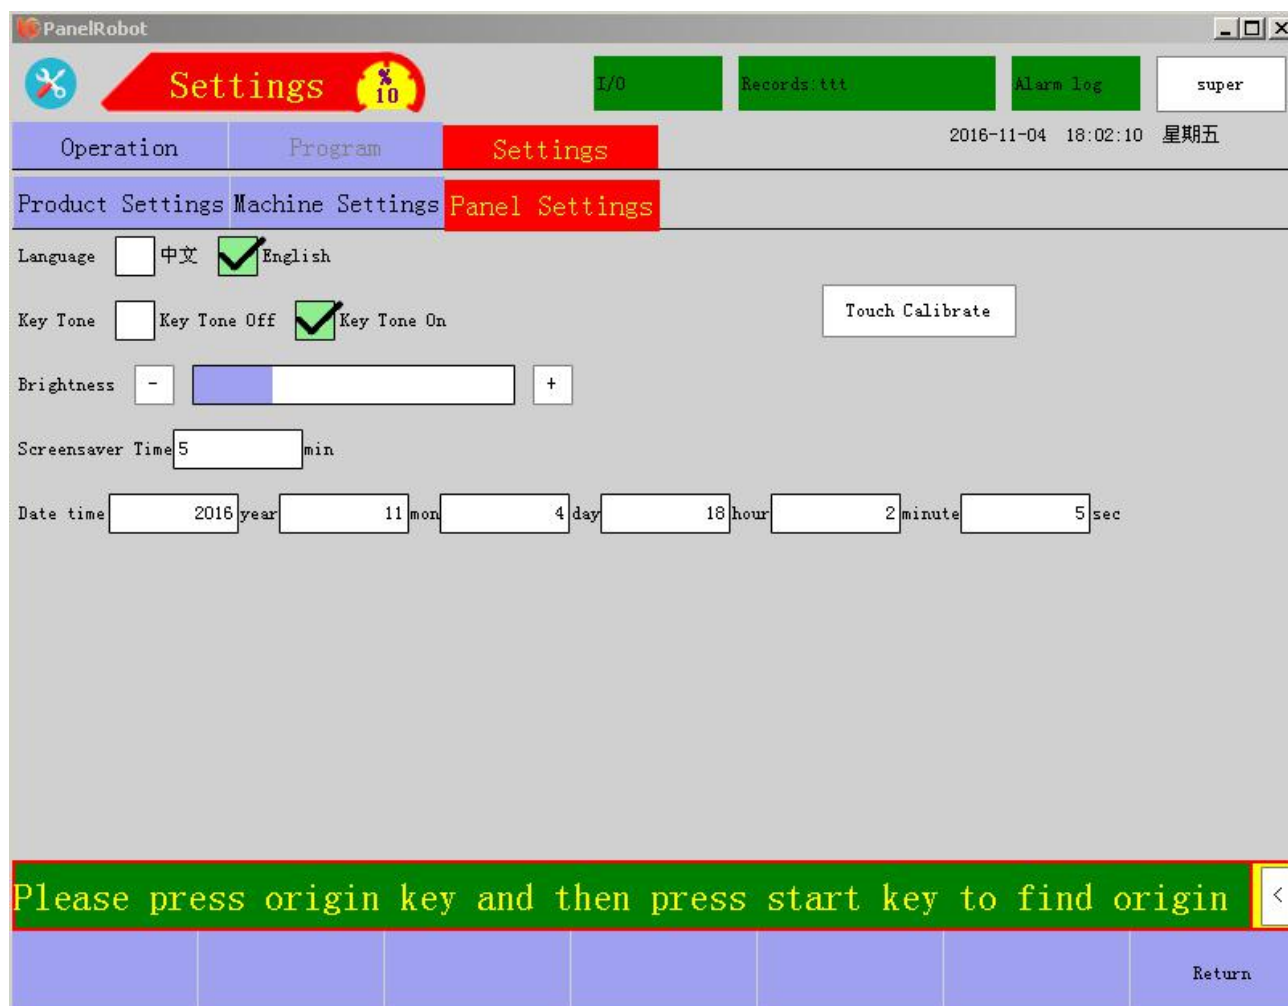 PanelRobot
Settings % 10 I/O Records:ttt Alarm log super
Operation Program Settings 2016-11-04 18:02:10 星期五
Product Settings Machine Settings Panel Settings
Language 中文 English
Key Tone Key Tone Off Key Tone On Touch Calibrate
Brightness - +
Screensaver Time 5 min
Date time 2016 year 11 mon 4 day 18 hour 2 minute 5 sec
Please press origin key and then press start key to find origin <
Return